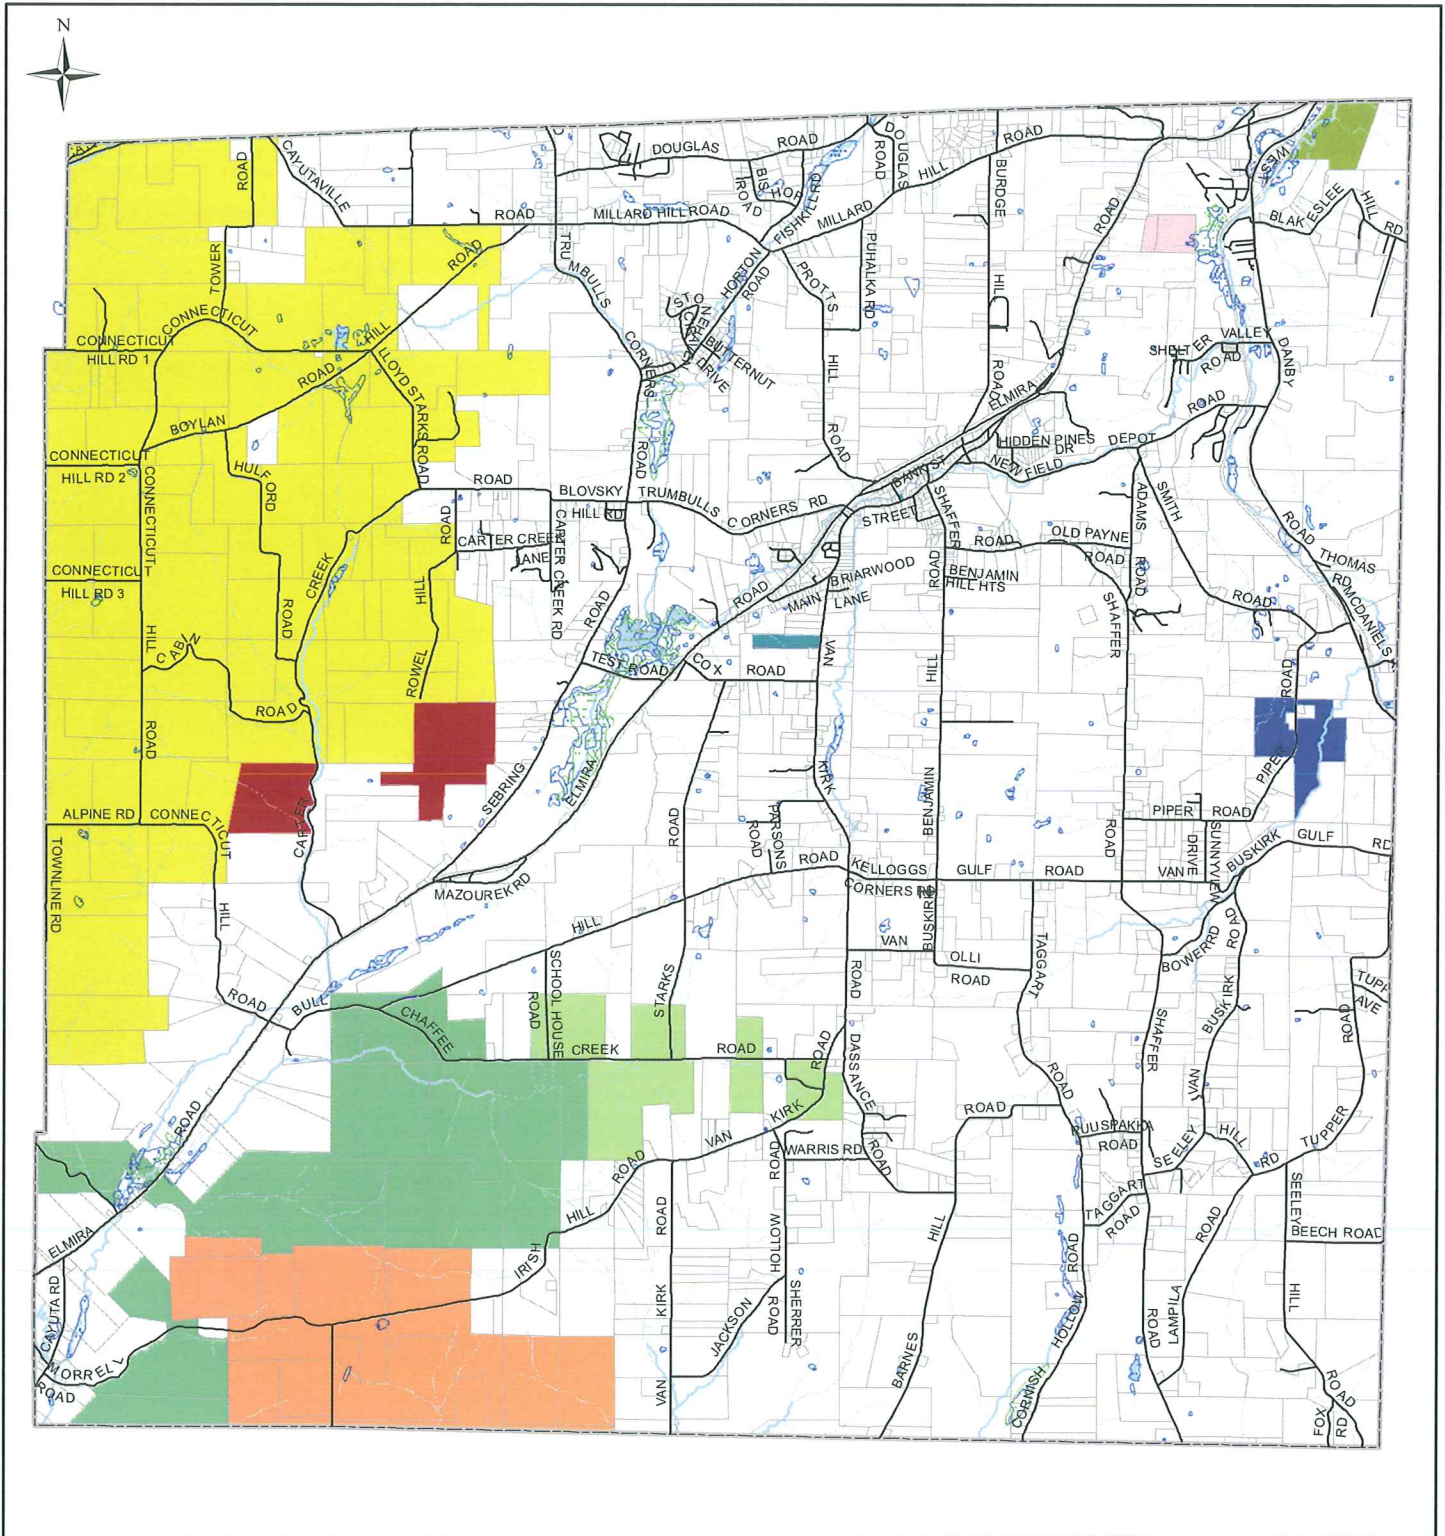 N
DOUGLAS
ROAD
DOUGLAS
ROAD
HILL
ROAD
WEST
CAYUTAVILLE
ROAD
BIS
HOP
ROAD
BURDGE
BLAKESLEE
HILL RD
ROAD
MILLARD HILL ROAD
FISHKILL RD
MILLARD
ROAD
TOWER
ROAD
TRU
MBULLS
HORTON
ROAD
PROTTS
PUHALKA RD
HILL
CONNECTICUT
CONNECTICUT
HILL
STONE
CORNERS
BUTTERNUT
DRIVE
VALLEY
SHELTER
ROAD
DANBY
HILL RD 1
ROAD
LLOYD STARKS ROAD
HILL
ROAD
ELMIRA
ROAD
BOYLAN
HIDDEN PINES
DR
DEPOT
CONNECTICUT
ROAD
ROAD
BANK ST
NEWFIELD
HILL RD 2
CONNECTICUT
HULFORD
ROAD
BLOVSKY
TRUMBULLS
CORNERS RD
SHAFFER
ADAMS
SMITH
HILL RD
STREET
ROAD
CARTER CREEK
LANE
CARTER CREEK RD
ROAD
OLD PAYNE
ROAD
ROAD
ROAD
THOMAS
RD
CONNECTICU
CREEK
BRIARWOOD
ROAD
BENJAMIN
HILL HTS
HILL RD 3
HILL
ROAD
ROAD
ROAD
MAIN
LANE
SHAFFER
ROAD
MCDANIELS
HILL
CABIN
ROWEL
TEST ROAD
COX
ROAD
VAN
HILL
ROAD
ROAD
ROAD
SEBRING
ELMIRA
KIRK
BENJAMIN
PIPER
ALPINE RD
CONNECTICUT
CARTER
ROAD
PARSONS
ROAD
ROAD
PIPER
ROAD
DRIVE
SUNNYVIEW
BUSKIRK
GULF
RD
TOWNLINE RD
MAZOUREK RD
ROAD
KELLOGGS
CORNERS RD
GULF
ROAD
VAN
HILL
HILL
BUSKIRK
VAN
OLLI
ROAD
TAGGART
BOWER RD
ROAD
ROAD
BULL
SCHOOL HOUSE
ROAD
STARKS
ROAD
BUSKIRK
AVE
ROAD
CHAFFEE
CREEK
ROAD
ROAD
DASSANCE
SHAFFER
ROAD
VAN
ROAD
KIRK
VAN
ROAD
RUUSPAKKA
ROAD
HILL
RD
TUPPER
ROAD
WARRIS RD
ROAD
SEELEY
ROAD
HILL
ROAD
HOLLOW
HILL
TAGGART
ROAD
ROAD
SEELEY
BEECH ROAD
ELMIRA
IRISH
ROAD
CAYUTA RD
KIRK
ROAD
SHERRER
HOLLOW
ROAD
LAMPILA
HILL
MORRELL
ROAD
VAN
JACKSON
BARNES
CORNISH
ROAD
FOX
RD